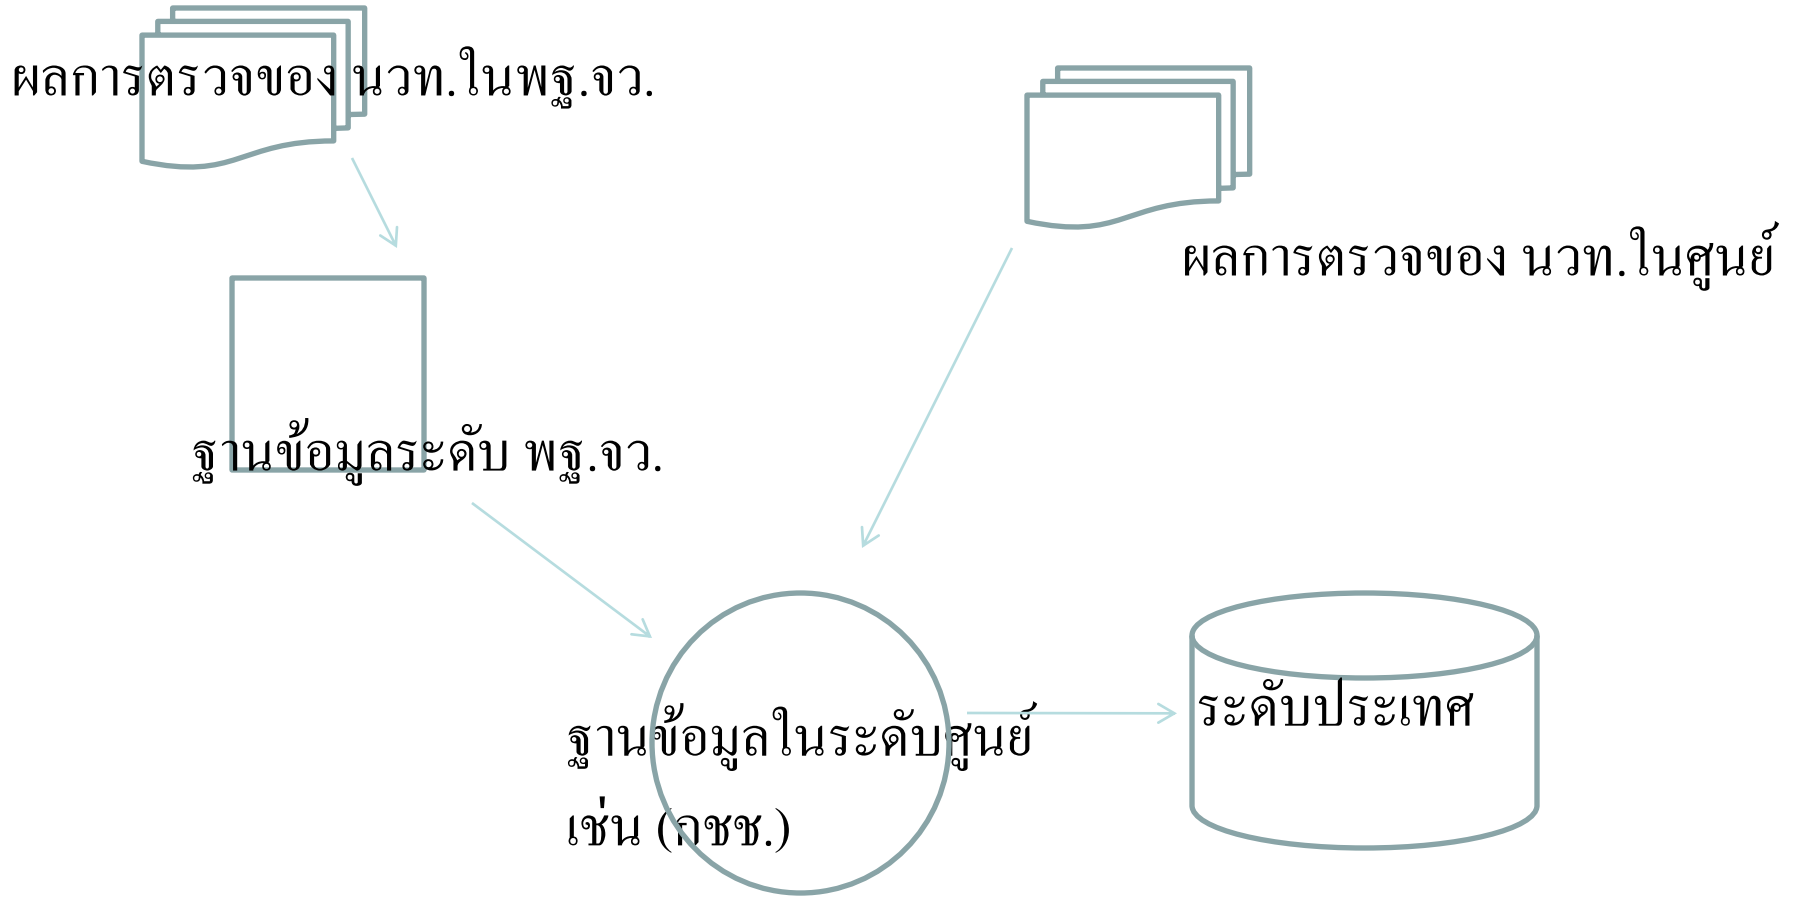 ผลการตรวจของ นวท.ในพฐ.จว.
ผลการตรวจของ นวท.ในศูนย์
ฐานข้อมูลระดับ พฐ.จว.
ระดับประเทศ
ฐานข้อมูลในระดับศูนย์
เช่น (กชช.)